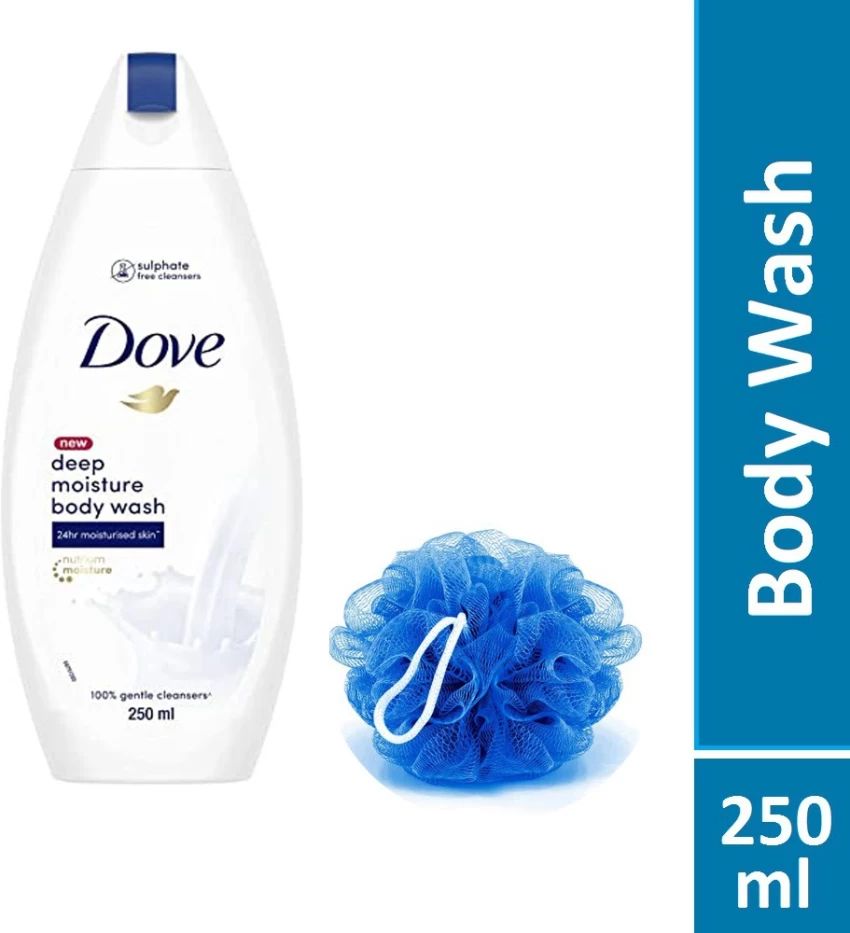 sulphate
free cleansers
Dove
new
deep
moisture
body wash
24hr moisturised skin*
nutrium
moisture
100% gentle cleansers^
250 ml
Body Wash
250
ml